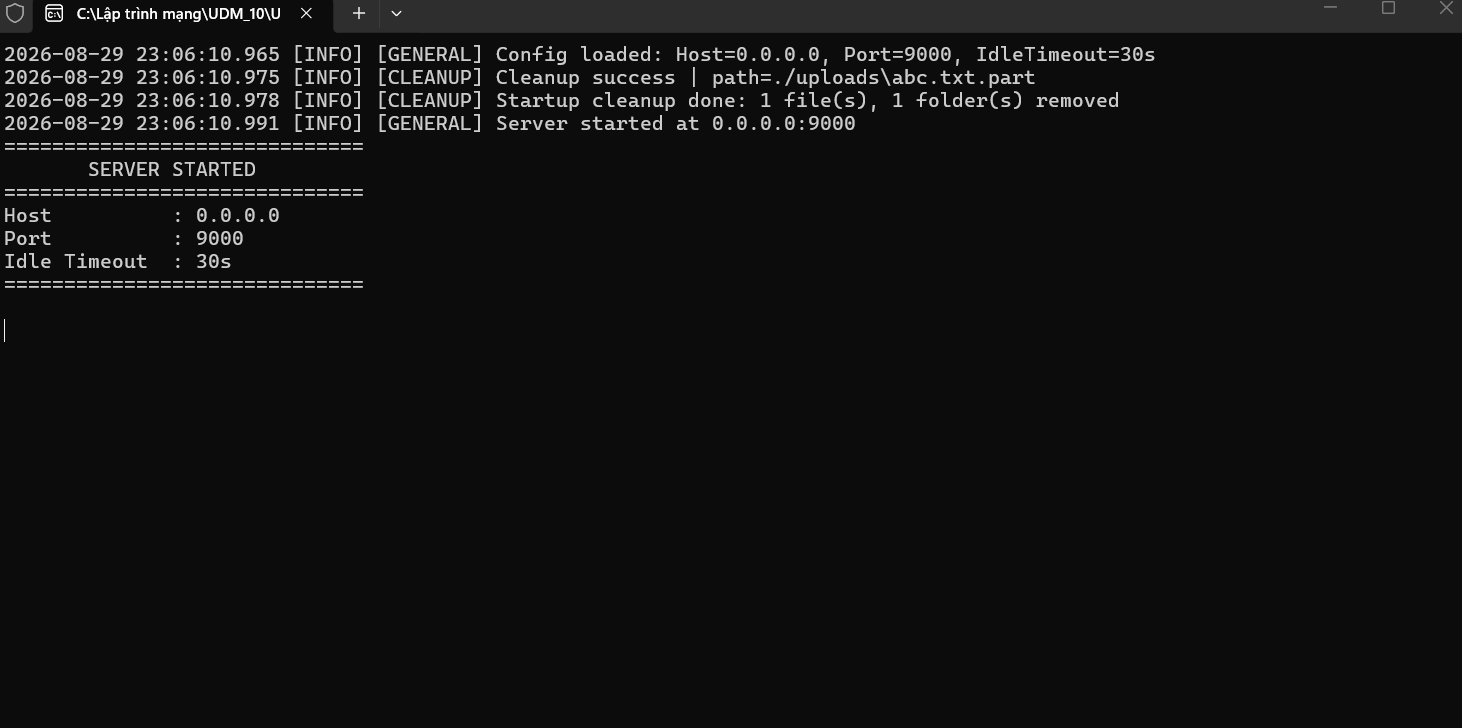 C:\Lập trình mạng\UDM_10\U
2026-08-29 23:06:10.965 [INFO] [GENERAL] Config loaded: Host=0.0.0.0, Port=9000, IdleTimeout=30s
2026-08-29 23:06:10.975 [INFO] [CLEANUP] Cleanup success | path=./uploads\abc.txt.part
2026-08-29 23:06:10.978 [INFO] [CLEANUP] Startup cleanup done: 1 file(s), 1 folder(s) removed
2026-08-29 23:06:10.991 [INFO] [GENERAL] Server started at 0.0.0.0:9000
==============================
       SERVER STARTED
==============================
Host          : 0.0.0.0
Port          : 9000
Idle Timeout  : 30s
==============================